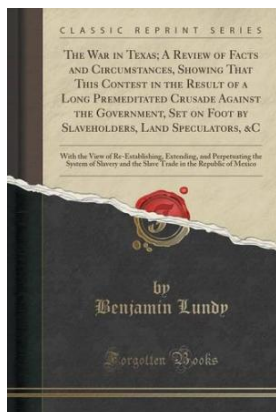 CLASSIC REPRINT SERIES
THE WAR IN TEXAS; A REVIEW OF FACTS
AND CIRCUMSTANCES, SHOWING THAT
THIS CONTEST IN THE RESULT OF A
LONG PREMEDITATED CRUSADE AGAINST
THE GOVERNMENT, SET ON FOOT BY
SLAVEHOLDERS, LAND SPECULATORS, &C
With the View of Re-Establishing, Extending, and Perpetuating the
System of Slavery and the Slave Trade in the Republic of Mexico
by
Benjamin Lundy
Forgotten Books